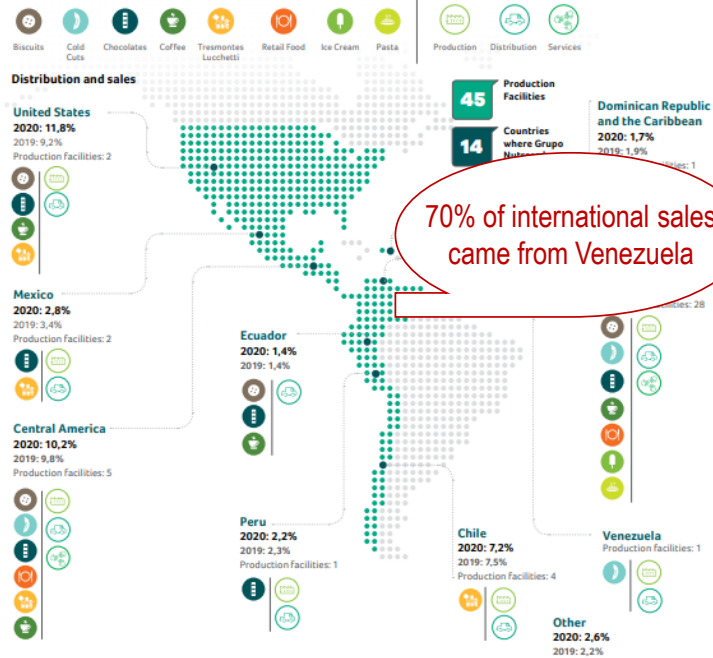 Biscuits
Cold
Cuts
Chocolates
Coffee
Tresmontes
Lucchetti
Retail Food
Ice Cream
Pasta
Production
Distribution
Services
Distribution and sales
45
Production
Facilities
14
Countries
where Grupo
United States
2020: 11,8%
2019: 9,2%
Production facilities: 2
Dominican Republic
and the Caribbean
2020: 1,7%
2019: 1,9%
70% of international sales
came from Venezuela
Mexico
2020: 2,8%
2019: 3,4%
Production facilities: 2
Ecuador
2020: 1,4%
2019: 1,4%
Central America
2020: 10,2%
2019: 9,8%
Production facilities: 5
Peru
2020: 2,2%
2019: 2,3%
Production facilities: 1
Chile
2020: 7,2%
2019: 7,5%
Production facilities: 4
Venezuela
Production facilities: 1
Other
2020: 2,6%
2019: 2,2%